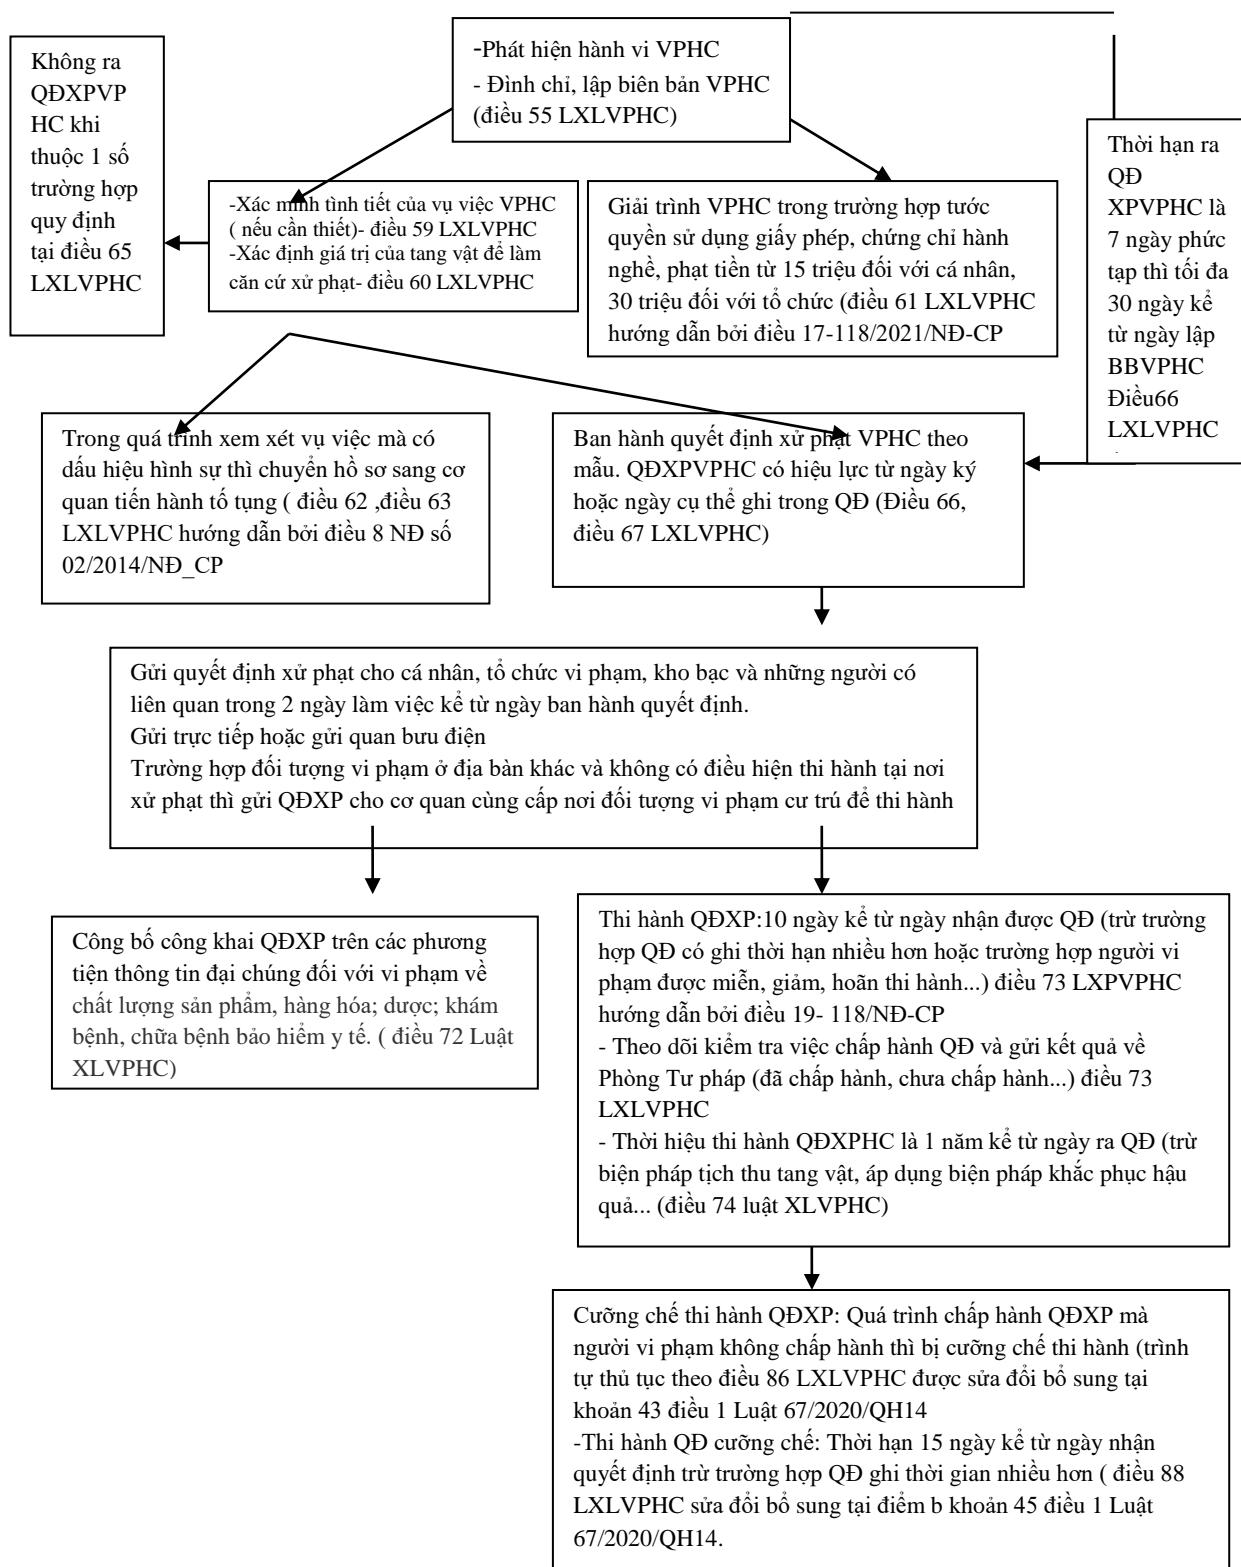 -Phát hiện hành vi VPHC
- Đình chỉ, lập biên bản VPHC
(điều 55 LXLVPHC)
Không ra
QĐXPVP
HC khi
thuộc 1 số
trường hợp
quy định
tại điều 65
LXLVPHC
-Xác minh tình tiết của vụ việc VPHC
( nếu cần thiết)- điều 59 LXLVPHC
-Xác định giá trị của tang vật để làm
căn cứ xử phạt- điều 60 LXLVPHC
Giải trình VPHC trong trường hợp tước
quyền sử dụng giấy phép, chứng chỉ hành
nghề, phạt tiền từ 15 triệu đối với cá nhân,
30 triệu đối với tổ chức (điều 61 LXLVPHC
hướng dẫn bởi điều 17-118/2021/NĐ-CP
Thời hạn ra
QĐ
XPVPHC là
7 ngày phức
tạp thì tối đa
30 ngày kể
từ ngày lập
BBVPHC
Điều66
LXLVPHC
Trong quá trình xem xét vụ việc mà có
dấu hiệu hình sự thì chuyển hồ sơ sang cơ
quan tiến hành tố tụng ( điều 62 ,điều 63
LXLVPHC hướng dẫn bởi điều 8 NĐ số
02/2014/NĐ_CP
Ban hành quyết định xử phạt VPHC theo
mẫu. QĐXPVPHC có hiệu lực từ ngày ký
hoặc ngày cụ thể ghi trong QĐ (Điều 66,
điều 67 LXLVPHC)
Gửi quyết định xử phạt cho cá nhân, tổ chức vi phạm, kho bạc và những người có
liên quan trong 2 ngày làm việc kể từ ngày ban hành quyết định.
Gửi trực tiếp hoặc gửi quan bưu điện
Trường hợp đối tượng vi phạm ở địa bàn khác và không có điều hiện thi hành tại nơi
xử phạt thì gửi QĐXP cho cơ quan cùng cấp nơi đối tượng vi phạm cư trú để thi hành
Công bố công khai QĐXP trên các phương
tiện thông tin đại chúng đối với vi phạm về
chất lượng sản phẩm, hàng hóa; dược; khám
bệnh, chữa bệnh bảo hiểm y tế. ( điều 72 Luật
XLVPHC)
Thi hành QĐXP:10 ngày kể từ ngày nhận được QĐ (trừ trường
hợp QĐ có ghi thời hạn nhiều hơn hoặc trường hợp người vi
phạm được miễn, giảm, hoãn thi hành...) điều 73 LXPVPHC
hướng dẫn bởi điều 19- 118/NĐ-CP
- Theo dõi kiểm tra việc chấp hành QĐ và gửi kết quả về
Phòng Tư pháp (đã chấp hành, chưa chấp hành...) điều 73
LXLVPHC
- Thời hiệu thi hành QĐXPHC là 1 năm kể từ ngày ra QĐ (trừ
biện pháp tịch thu tang vật, áp dụng biện pháp khắc phục hậu
quả... (điều 74 luật XLVPHC)
Cưỡng chế thi hành QĐXP: Quá trình chấp hành QĐXP mà
người vi phạm không chấp hành thì bị cưỡng chế thi hành (trình
tự thủ tục theo điều 86 LXLVPHC được sửa đổi bổ sung tại
khoản 43 điều 1 Luật 67/2020/QH14
-Thi hành QĐ cưỡng chế: Thời hạn 15 ngày kể từ ngày nhận
quyết định trừ trường hợp QĐ ghi thời gian nhiều hơn ( điều 88
LXLVPHC sửa đổi bổ sung tại điểm b khoản 45 điều 1 Luật
67/2020/QH14.